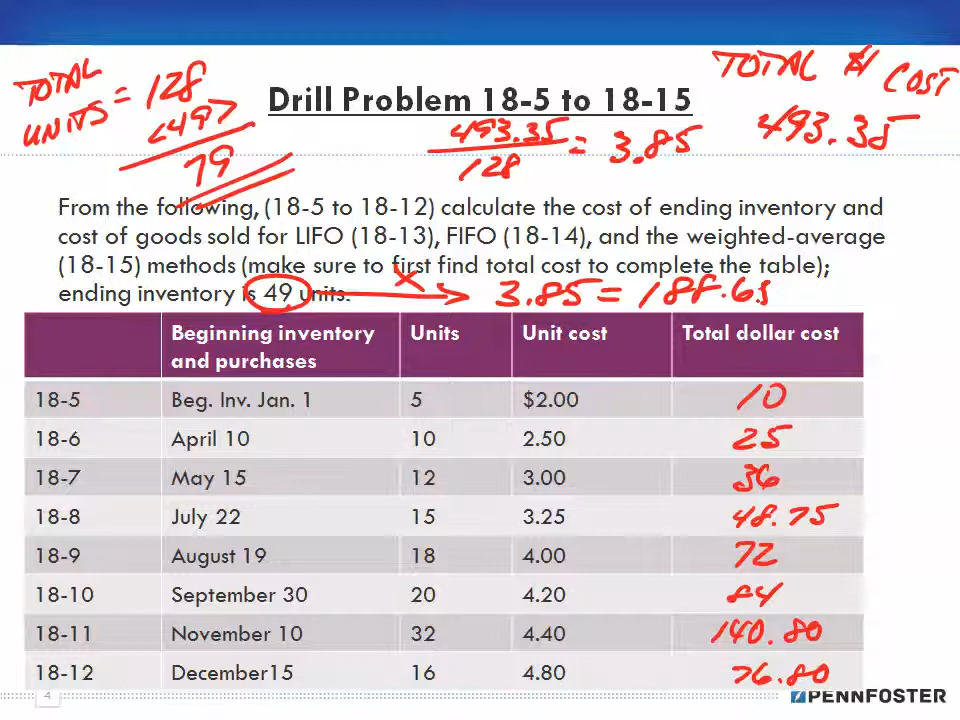 TOTAL UNITS = 128
<49>
79
TOTAL $ COST
493.35
Drill Problem 18-5 to 18-15
493.35 / 128 = 3.85
From the following, (18-5 to 18-12) calculate the cost of ending inventory and
cost of goods sold for LIFO (18-13), FIFO (18-14), and the weighted-average
(18-15) methods (make sure to first find total cost to complete the table);
ending inventory is 49 units.
x 3.85 = 188.65
Beginning inventory and purchases Units Unit cost Total dollar cost
18-5 Beg. Inv. Jan. 1 5 $2.00 10
18-6 April 10 10 2.50 25
18-7 May 15 12 3.00 36
18-8 July 22 15 3.25 48.75
18-9 August 19 18 4.00 72
18-10 September 30 20 4.20 84
18-11 November 10 32 4.40 140.80
18-12 December15 16 4.80 76.80
4
PENNFOSTER